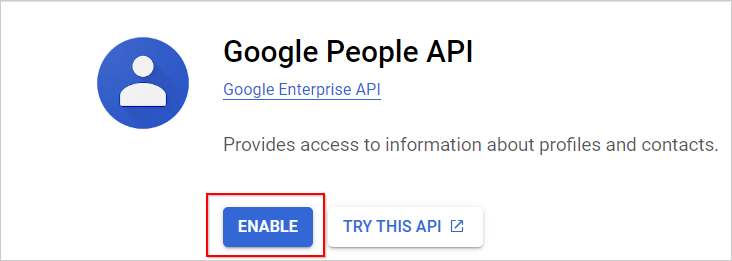 Google People API
Google Enterprise API
Provides access to information about profiles and contacts.
ENABLE TRY THIS API